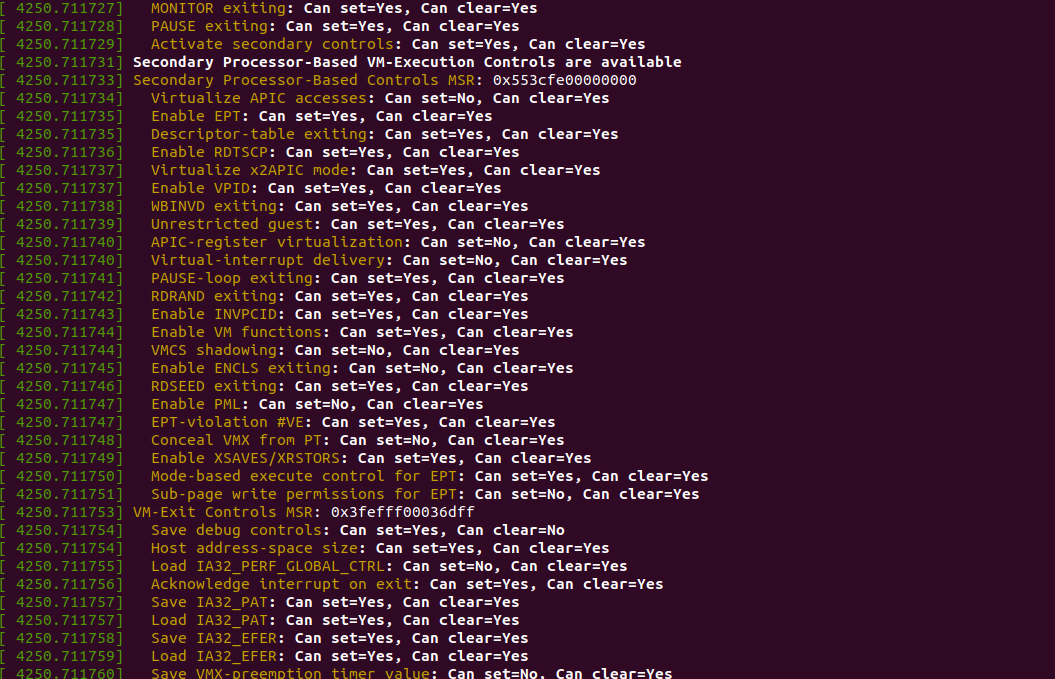 [ 4250.711727]   MONITOR exiting: Can set=Yes, Can clear=Yes
[ 4250.711728]   PAUSE exiting: Can set=Yes, Can clear=Yes
[ 4250.711729]   Activate secondary controls: Can set=Yes, Can clear=Yes
[ 4250.711731] Secondary Processor-Based VM-Execution Controls are available
[ 4250.711733] Secondary Processor-Based Controls MSR: 0x553cfe00000000
[ 4250.711734]   Virtualize APIC accesses: Can set=No, Can clear=Yes
[ 4250.711735]   Enable EPT: Can set=Yes, Can clear=Yes
[ 4250.711735]   Descriptor-table exiting: Can set=Yes, Can clear=Yes
[ 4250.711736]   Enable RDTSCP: Can set=Yes, Can clear=Yes
[ 4250.711737]   Virtualize x2APIC mode: Can set=Yes, Can clear=Yes
[ 4250.711737]   Enable VPID: Can set=Yes, Can clear=Yes
[ 4250.711738]   WBINVD exiting: Can set=Yes, Can clear=Yes
[ 4250.711739]   Unrestricted guest: Can set=Yes, Can clear=Yes
[ 4250.711740]   APIC-register virtualization: Can set=No, Can clear=Yes
[ 4250.711740]   Virtual-interrupt delivery: Can set=No, Can clear=Yes
[ 4250.711741]   PAUSE-loop exiting: Can set=Yes, Can clear=Yes
[ 4250.711742]   RDRAND exiting: Can set=Yes, Can clear=Yes
[ 4250.711743]   Enable INVPCID: Can set=Yes, Can clear=Yes
[ 4250.711744]   Enable VM functions: Can set=Yes, Can clear=Yes
[ 4250.711744]   VMCS shadowing: Can set=No, Can clear=Yes
[ 4250.711745]   Enable ENCLS exiting: Can set=No, Can clear=Yes
[ 4250.711746]   RDSEED exiting: Can set=Yes, Can clear=Yes
[ 4250.711747]   Enable PML: Can set=No, Can clear=Yes
[ 4250.711747]   EPT-violation #VE: Can set=Yes, Can clear=Yes
[ 4250.711748]   Conceal VMX from PT: Can set=No, Can clear=Yes
[ 4250.711749]   Enable XSAVES/XRSTORS: Can set=Yes, Can clear=Yes
[ 4250.711750]   Mode-based execute control for EPT: Can set=Yes, Can clear=Yes
[ 4250.711751]   Sub-page write permissions for EPT: Can set=No, Can clear=Yes
[ 4250.711753] VM-Exit Controls MSR: 0x3fefff00036dff
[ 4250.711754]   Save debug controls: Can set=Yes, Can clear=No
[ 4250.711754]   Host address-space size: Can set=Yes, Can clear=Yes
[ 4250.711755]   Load IA32_PERF_GLOBAL_CTRL: Can set=No, Can clear=Yes
[ 4250.711756]   Acknowledge interrupt on exit: Can set=Yes, Can clear=Yes
[ 4250.711757]   Save IA32_PAT: Can set=Yes, Can clear=Yes
[ 4250.711757]   Load IA32_PAT: Can set=Yes, Can clear=Yes
[ 4250.711758]   Save IA32_EFER: Can set=Yes, Can clear=Yes
[ 4250.711759]   Load IA32_EFER: Can set=Yes, Can clear=Yes
[ 4250.711760]   Save VMX-preemption timer value: Can set=No, Can clear=Yes